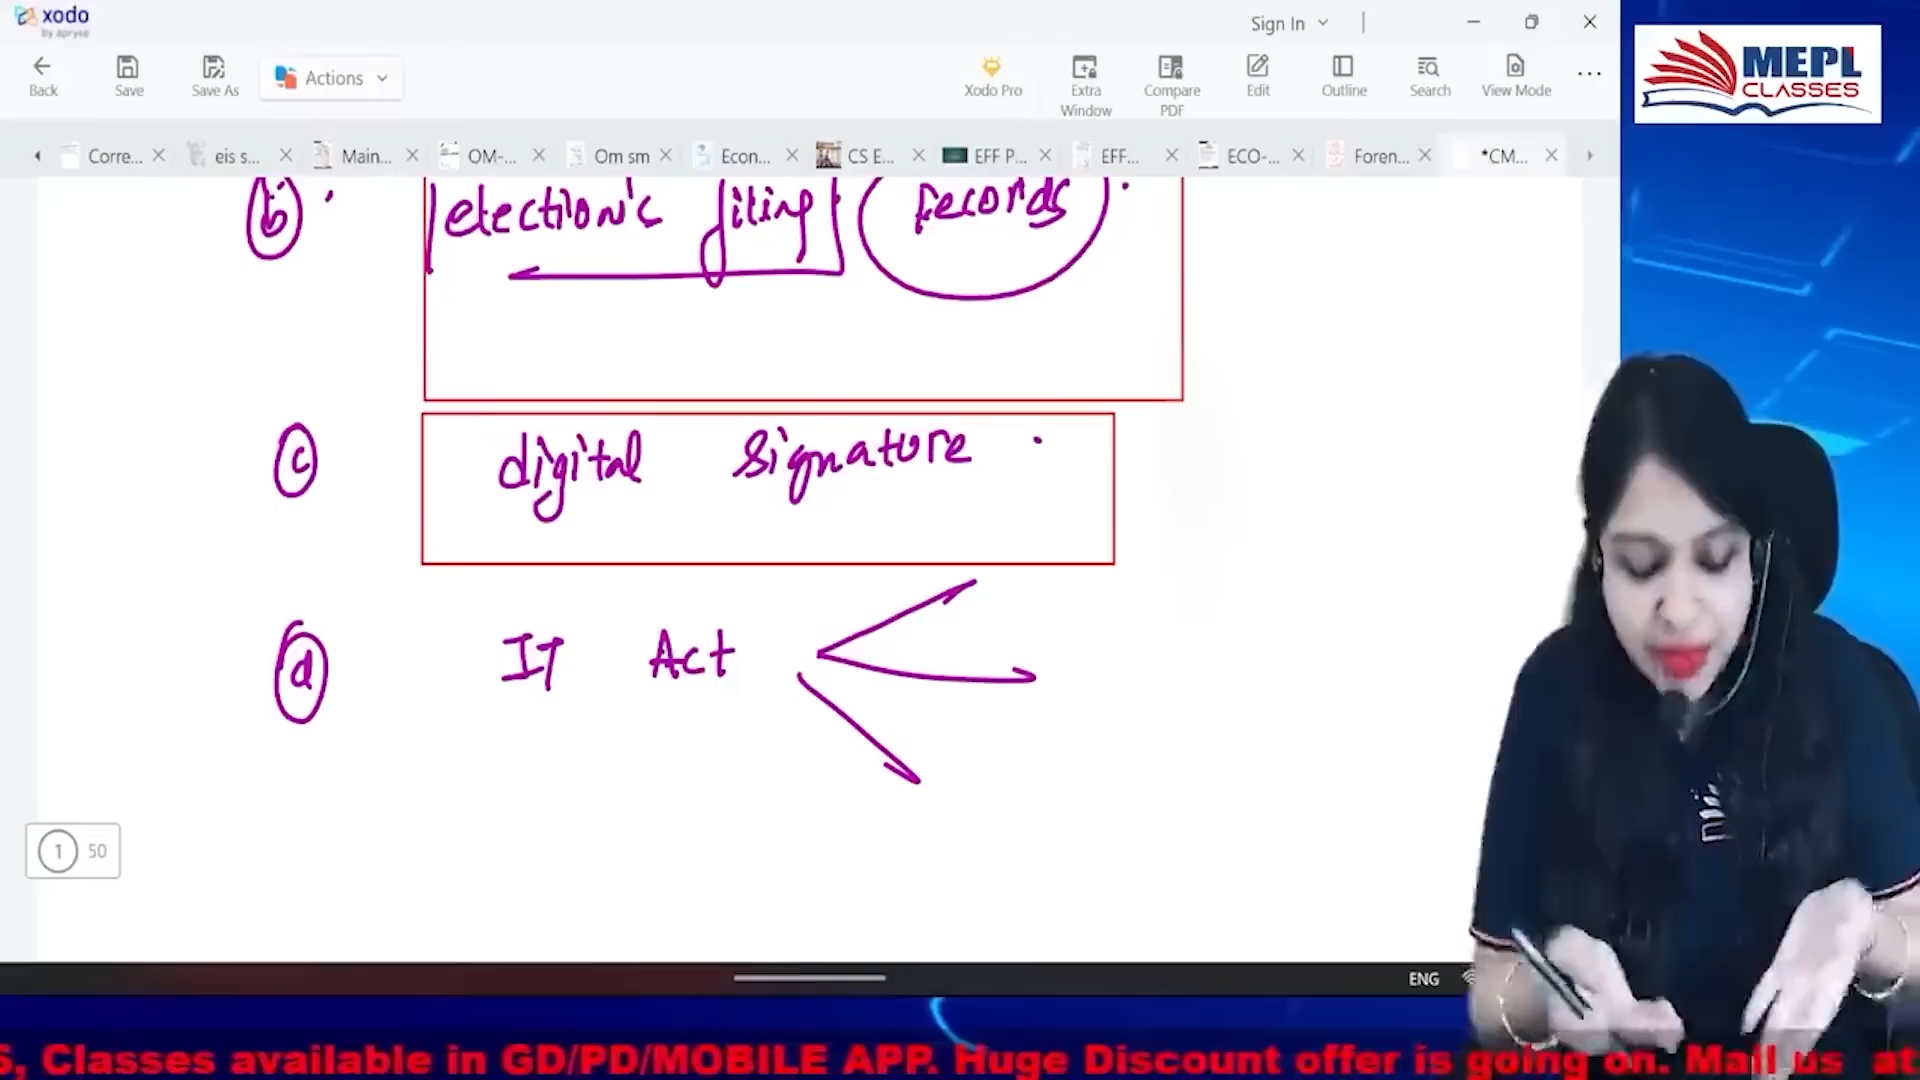 xodo
by apryse
Sign In
MEPL
CLASSES
Back
Save
Save As
Actions
Xodo Pro
Extra Window
Compare PDF
Edit
Outline
Search
View Mode
Corre...
eis s...
Main...
OM-...
Om sm
Econ...
CS E...
EFF P...
EFF...
ECO-...
Foren...
*CM...
b electionic filing records
c digital signature
d IT Act
1 50
ENG
S, Classes available in GD/PD/MOBILE APP. Huge Discount offer is going on. Mail us at